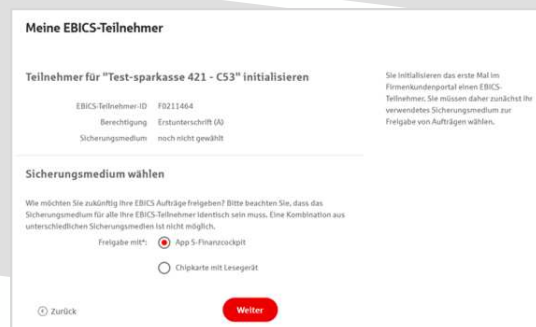 Meine EBICS-Teilnehmer
Teilnehmer für "Test-sparkasse 421 - C53" initialisieren
EBICS-Teilnehmer-ID F0211464
Berechtigung Erstunterschrift (A)
Sicherungsmedium noch nicht gewählt
Sie initialisieren das erste Mal im
Firmenkundenportal einen EBICS-
Teilnehmer. Sie müssen daher zunächst Ihr
verwendetes Sicherungsmedium zur
Freigabe von Aufträgen wählen.
Sicherungsmedium wählen
Wie möchten Sie zukünftig Ihre EBICS Aufträge freigeben? Bitte beachten Sie, dass das
Sicherungsmedium für alle Ihre EBICS-Teilnehmer identisch sein muss. Eine Kombination aus
unterschiedlichen Sicherungsmedien ist nicht möglich.
Freigabe mit*: App S-Finanzcockpit
Chipkarte mit Lesegerät
Zurück
Weiter